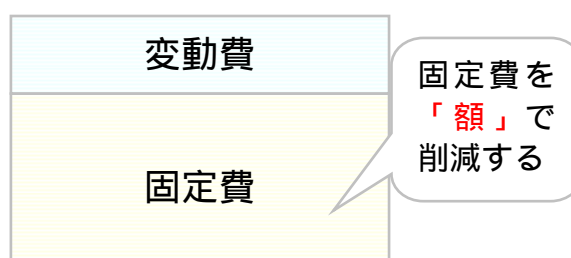 変動費
固定費を
「額」で
削減する
固定費